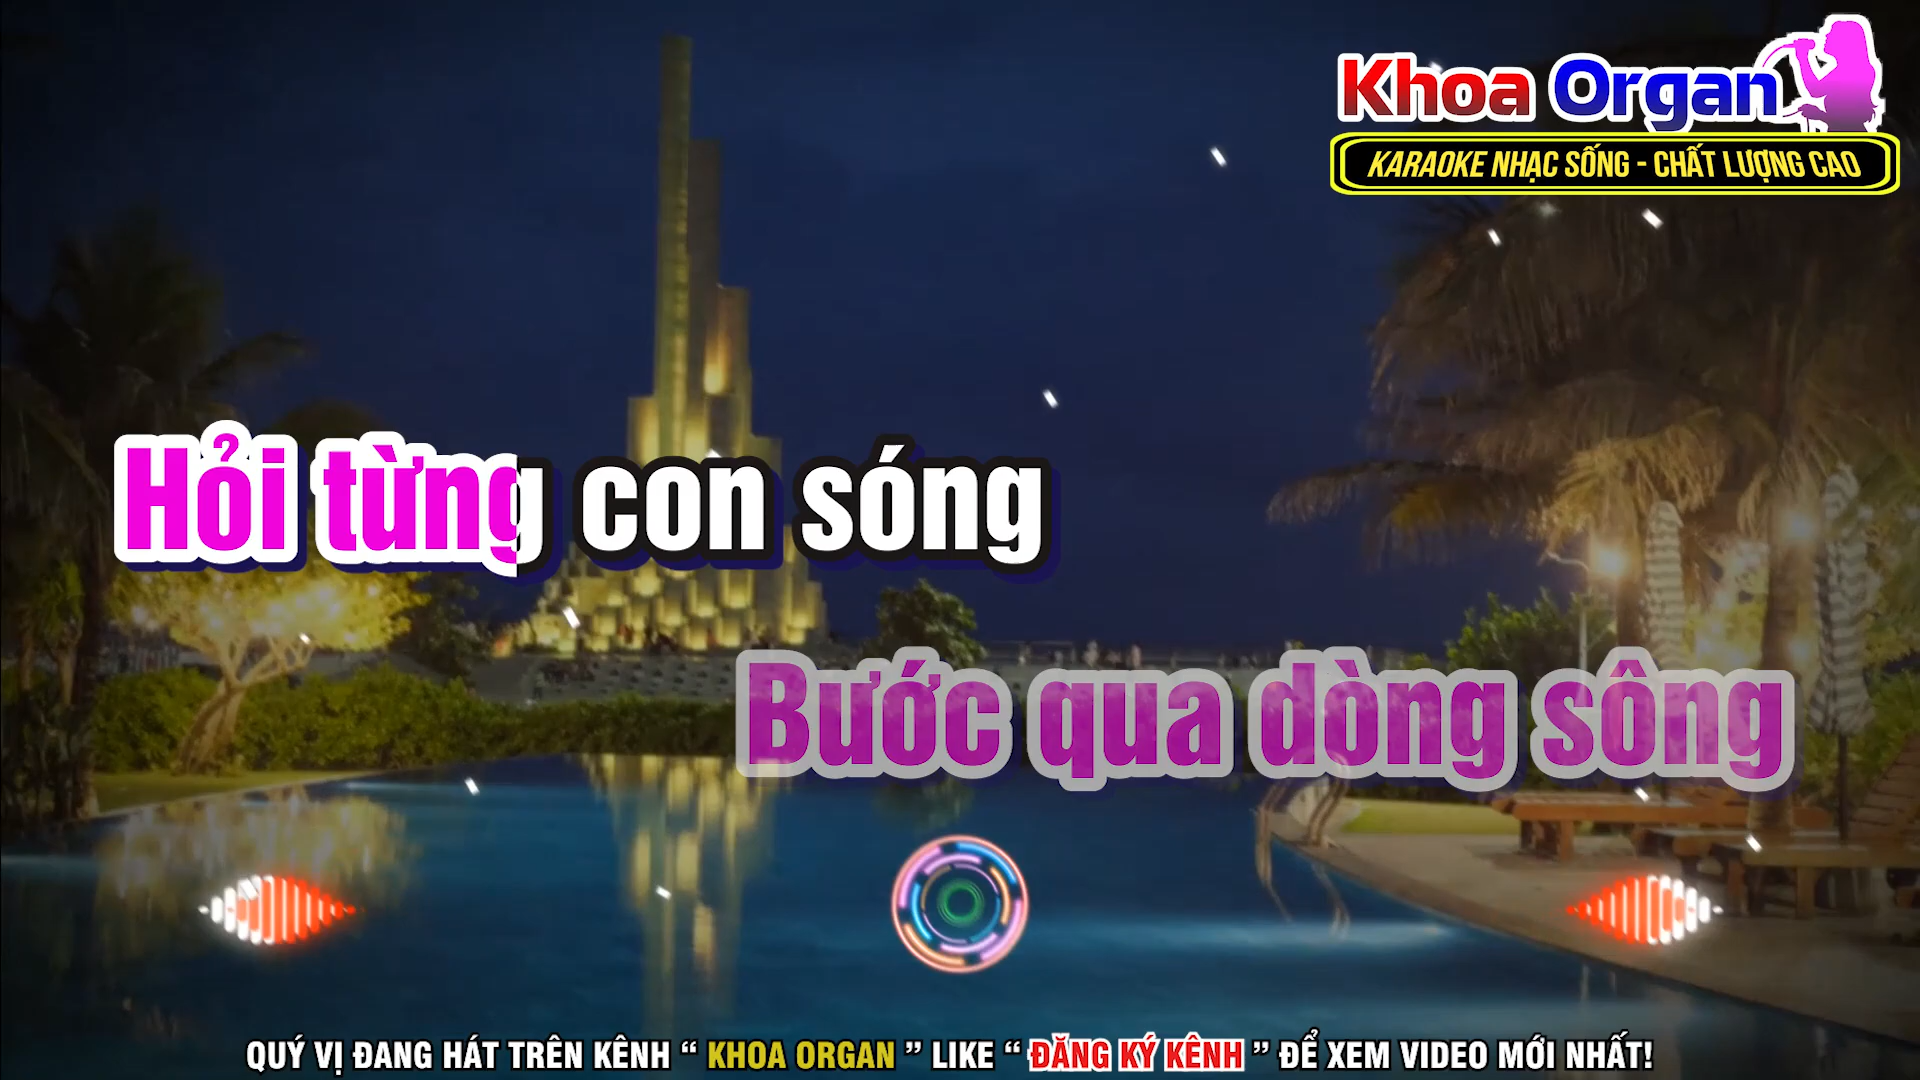 Khoa Organ
KARAOKE NHẠC SỐNG - CHẤT LƯỢNG CAO
Hỏi từng con sóng
Bước qua dòng sông
QUÝ VỊ ĐANG HÁT TRÊN KÊNH “ KHOA ORGAN ” LIKE “ ĐĂNG KÝ KÊNH ” ĐỂ XEM VIDEO MỚI NHẤT!